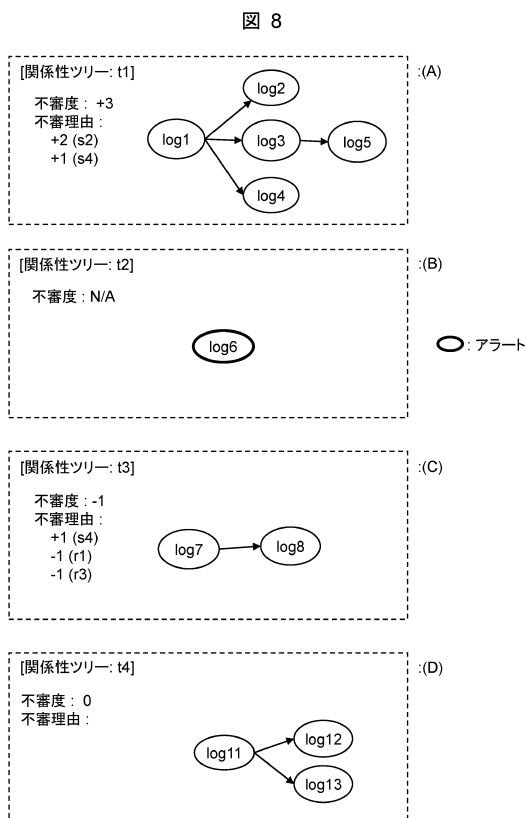 図 8
[関係性ツリー: t1]
:(A)
不審度 : +3
不審理由 :
+2 (s2)
+1 (s4)
log1
log2
log3
log5
log4
[関係性ツリー: t2]
:(B)
不審度 : N/A
log6
: アラート
[関係性ツリー: t3]
:(C)
不審度 : -1
不審理由 :
+1 (s4)
-1 (r1)
-1 (r3)
log7
log8
[関係性ツリー: t4]
:(D)
不審度 : 0
不審理由 :
log11
log12
log13